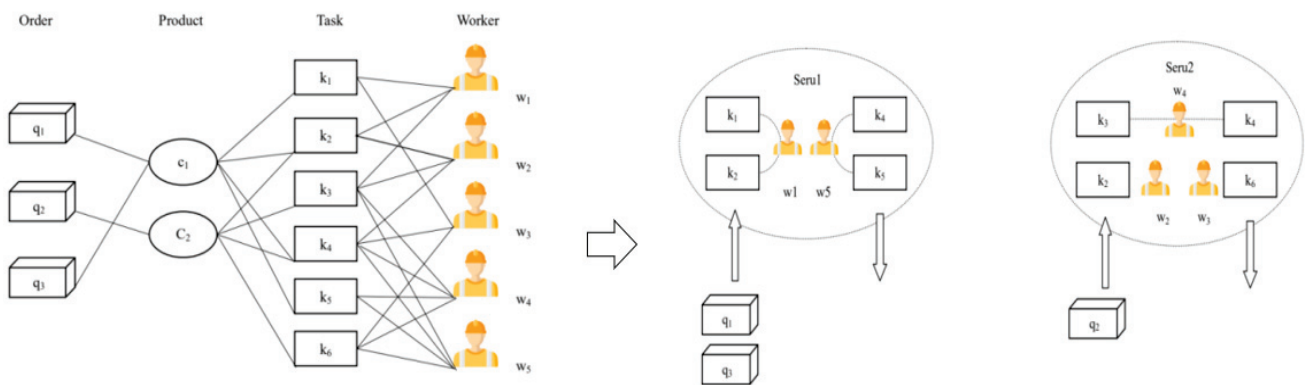 Order Product Task Worker
q1
q2
q3
c1
C2
k1
k2
k3
k4
k5
k6
w1
w2
w3
w4
w5
Seru1
k1
k4
k2
k5
w1 w5
q1
q3
Seru2
w4
k3
k4
k2
k6
w2 w3
q2